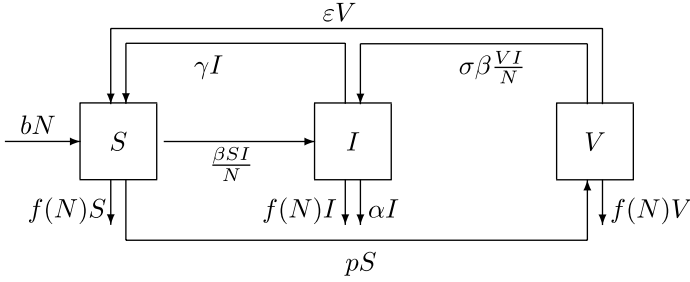 εV
γI
σβ VI/N
bN
S
I
V
βSI/N
f(N)S
f(N)I
αI
f(N)V
pS